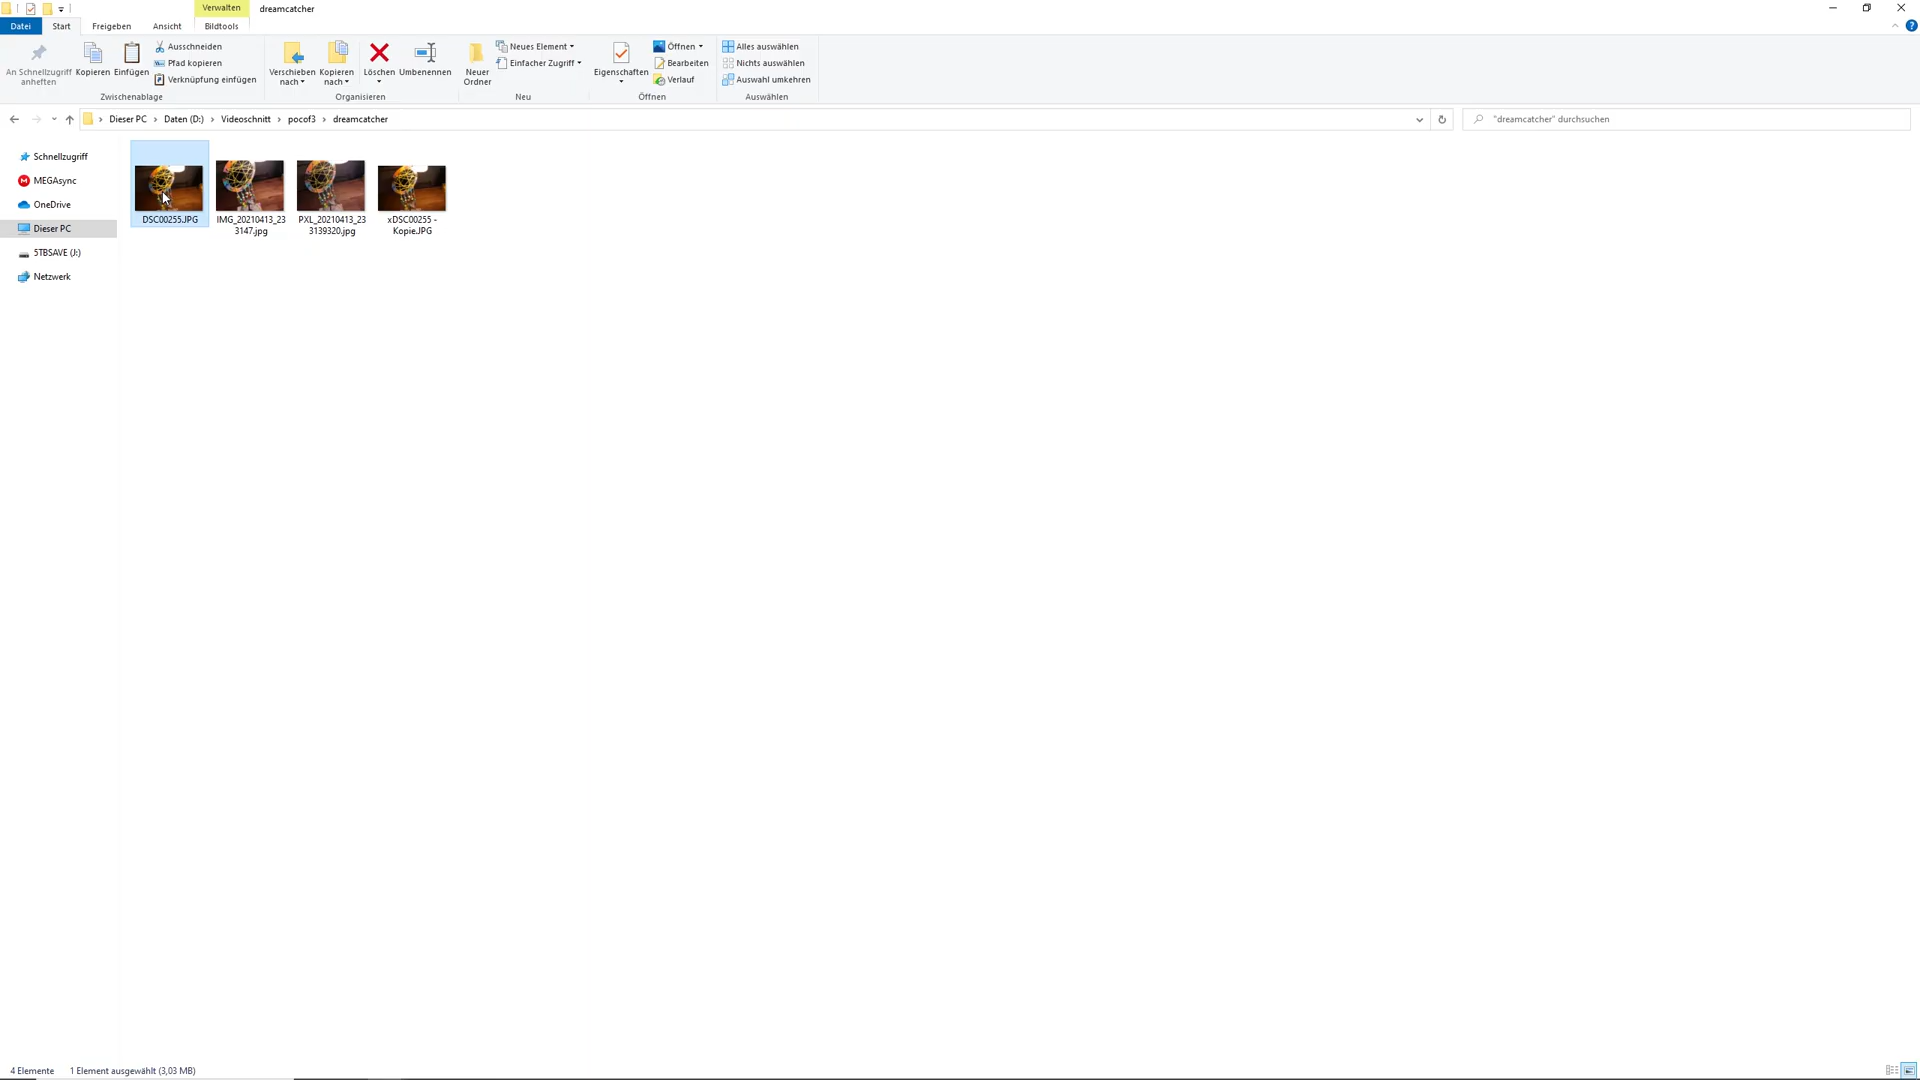 Verwalten dreamcatcher
Datei Start Freigeben Ansicht Bildtools
An Schnellzugriff
anheften
Kopieren
Einfügen
Ausschneiden
Pfad kopieren
Verknüpfung einfügen
Zwischenablage
Verschieben
nach
Kopieren
nach
Löschen
Umbenennen
Organisieren
Neuer
Ordner
Neues Element
Einfacher Zugriff
Neu
Eigenschaften
Öffnen
Bearbeiten
Verlauf
Öffnen
Alles auswählen
Nichts auswählen
Auswahl umkehren
Auswählen
Dieser PC › Daten (D:) › Videoschnitt › pocof3 › dreamcatcher
"dreamcatcher" durchsuchen
Schnellzugriff
MEGAsync
OneDrive
Dieser PC
5TBSAVE (J:)
Netzwerk
DSC00255.JPG
IMG_20210413_23
3147.jpg
PXL_20210413_23
3139320.jpg
xDSC00255 -
Kopie.JPG
4 Elemente 1 Element ausgewählt (3,03 MB)